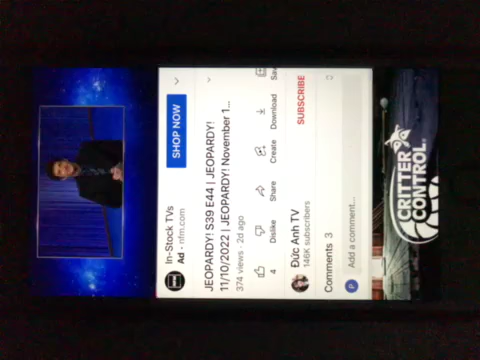 In-Stock TVs
Ad · nfm.com
SHOP NOW
JEOPARDY! S39 E44 | JEOPARDY!
11/10/2022 | JEOPARDY! November 1...
374 views · 2d ago
4
Dislike
Share
Create
Download
Sav
Đức Anh TV
146K subscribers
SUBSCRIBE
Comments 3
P
Add a comment...
CRITTER
CONTROL